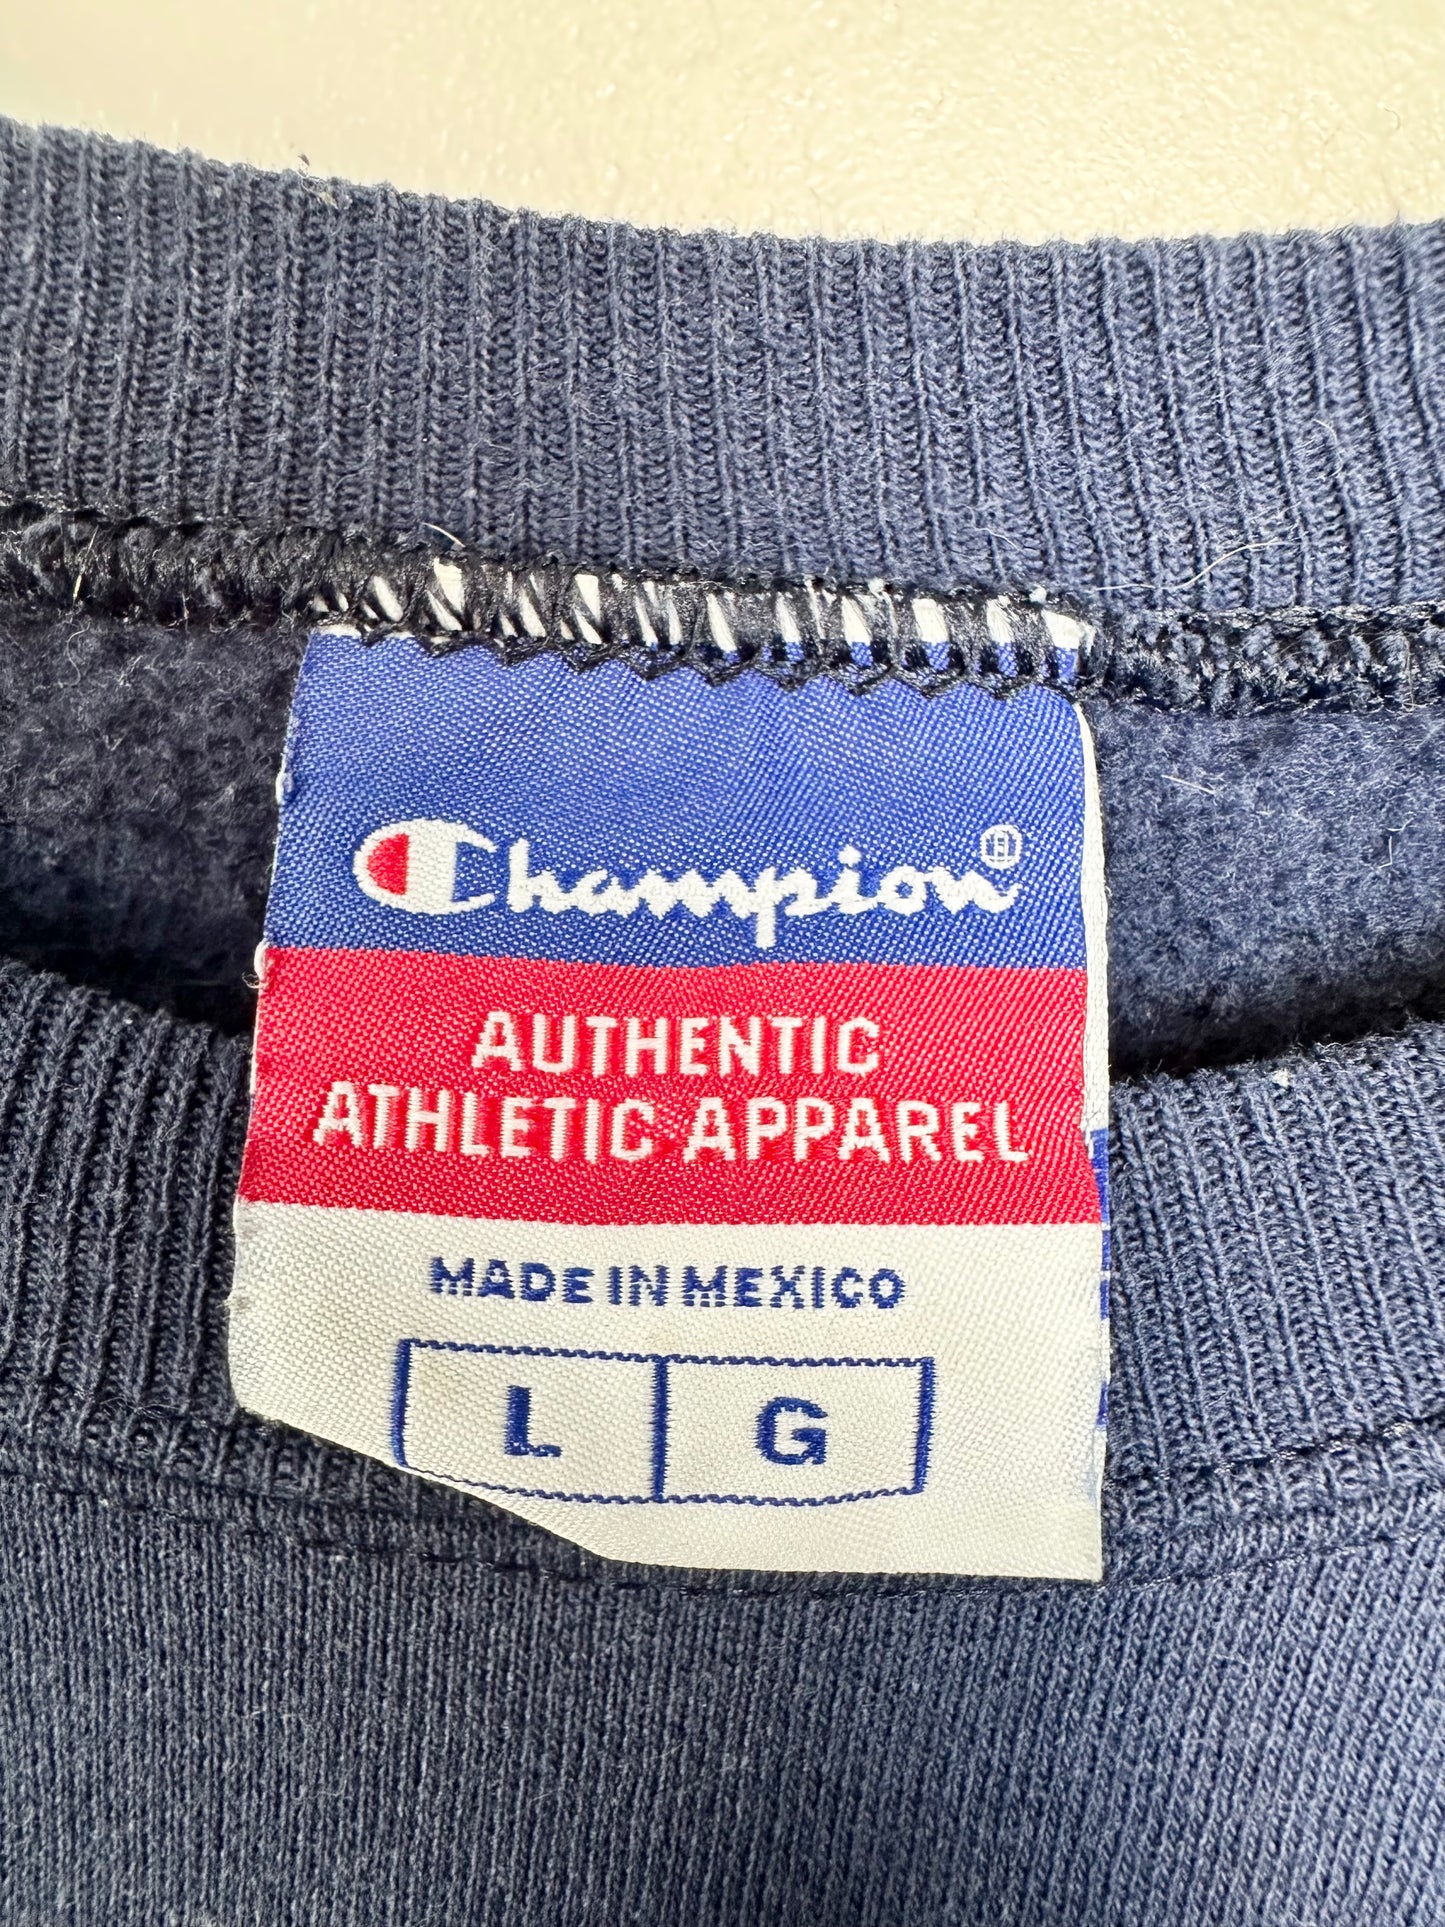 Champion®
AUTHENTIC
ATHLETIC APPAREL
MADE IN MEXICO
L G